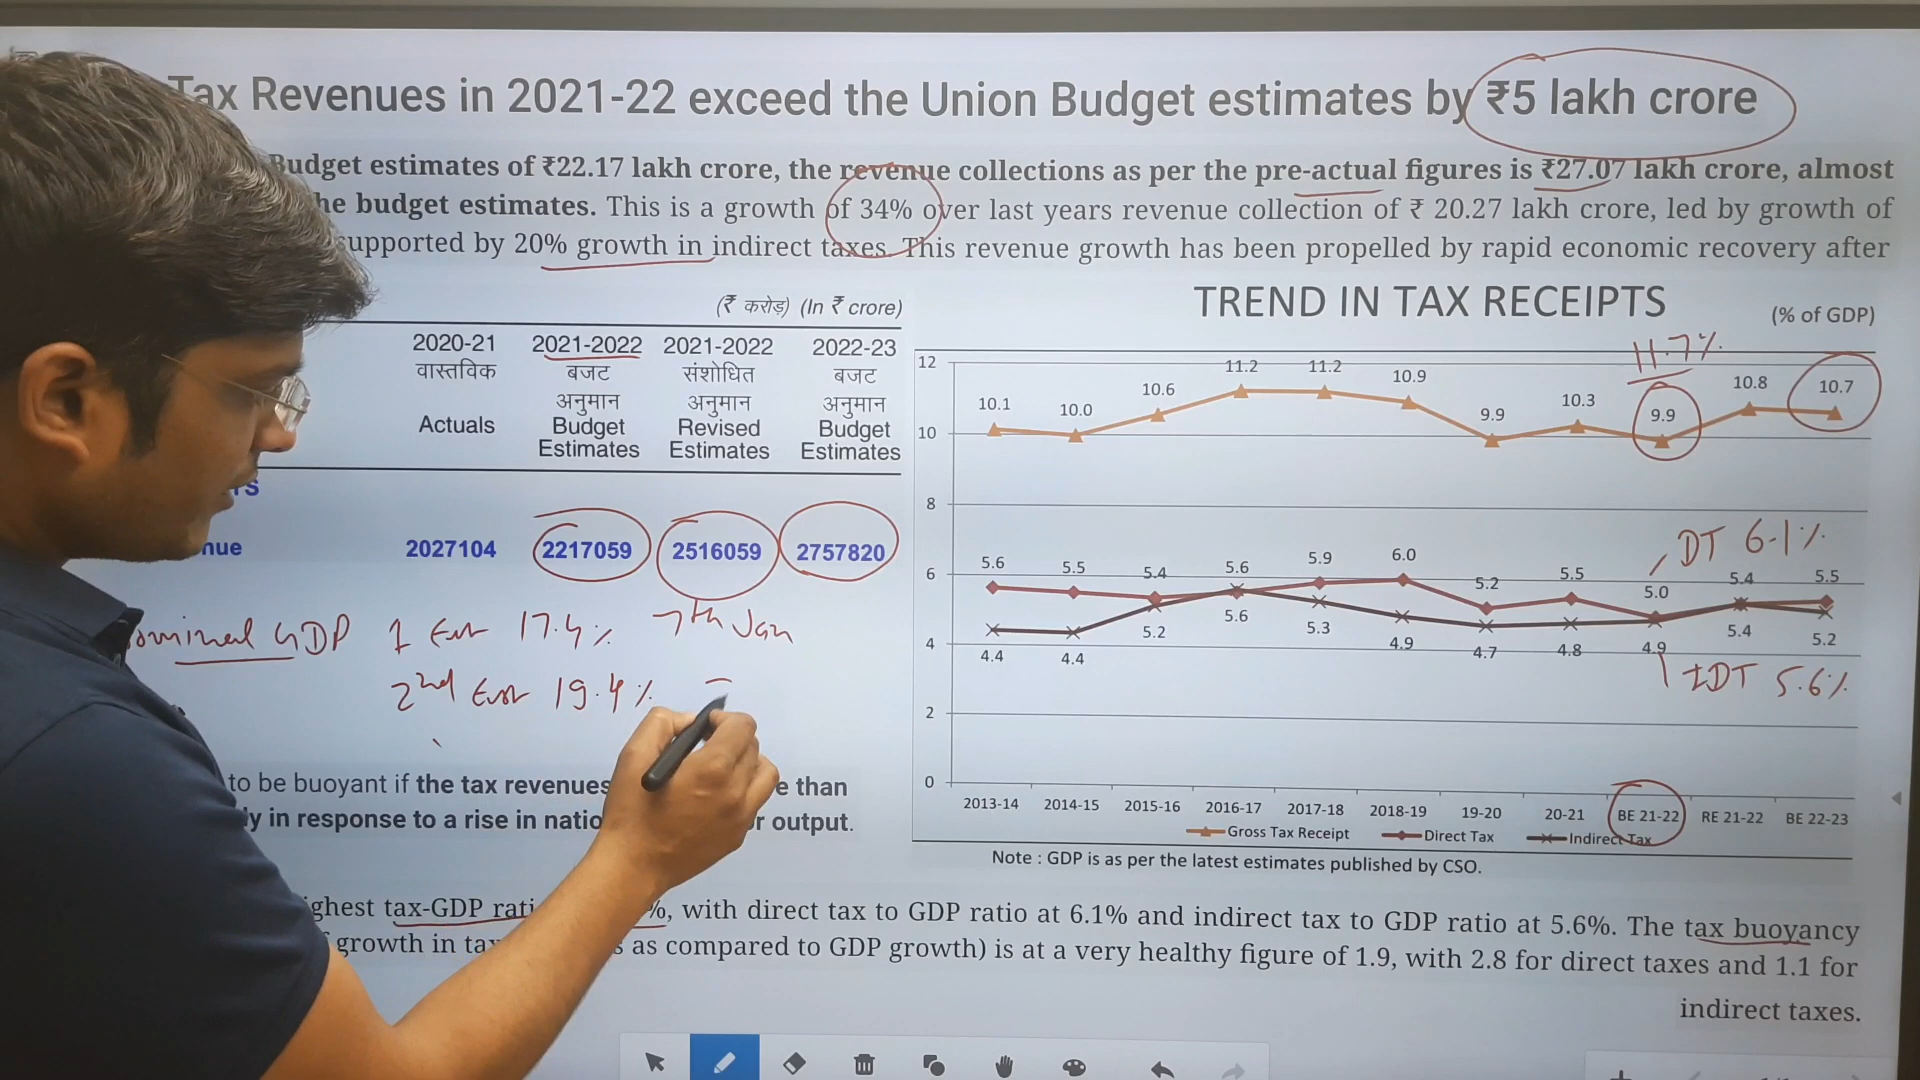 Tax Revenues in 2021-22 exceed the Union Budget estimates by ₹5 lakh crore
Budget estimates of ₹22.17 lakh crore, the revenue collections as per the pre-actual figures is ₹27.07 lakh crore, almost
he budget estimates. This is a growth of 34% over last years revenue collection of ₹ 20.27 lakh crore, led by growth of
supported by 20% growth in indirect taxes. This revenue growth has been propelled by rapid economic recovery after
(₹ करोड़) (In ₹ crore)
2020-21 2021-2022 2021-2022 2022-23
वास्तविक बजट संशोधित बजट
अनुमान अनुमान अनुमान
Actuals Budget Revised Budget
Estimates Estimates Estimates
TS
nue 2027104 2217059 2516059 2757820
ominal GDP 1 Est 17.4% 7th Jan
2nd Est 19.4%
to be buoyant if the tax revenues e than
ly in response to a rise in natio r output.
TREND IN TAX RECEIPTS
(% of GDP)
11.7%
12
10.1 10.0 10.6 11.2 11.2 10.9 9.9 10.3 9.9 10.8 10.7
10
8
DT 6.1%
5.6 5.5 5.4 5.6 5.9 6.0 5.2 5.5 5.0 5.4 5.5
6
4.4 4.4 5.2 5.6 5.3 4.9 4.7 4.8 4.9 5.4 5.2
4
IDT 5.6%
2
0
2013-14 2014-15 2015-16 2016-17 2017-18 2018-19 19-20 20-21 BE 21-22 RE 21-22 BE 22-23
Gross Tax Receipt Direct Tax Indirect Tax
Note : GDP is as per the latest estimates published by CSO.
ghest tax-GDP rati %, with direct tax to GDP ratio at 6.1% and indirect tax to GDP ratio at 5.6%. The tax buoyancy
growth in tax s as compared to GDP growth) is at a very healthy figure of 1.9, with 2.8 for direct taxes and 1.1 for
indirect taxes.